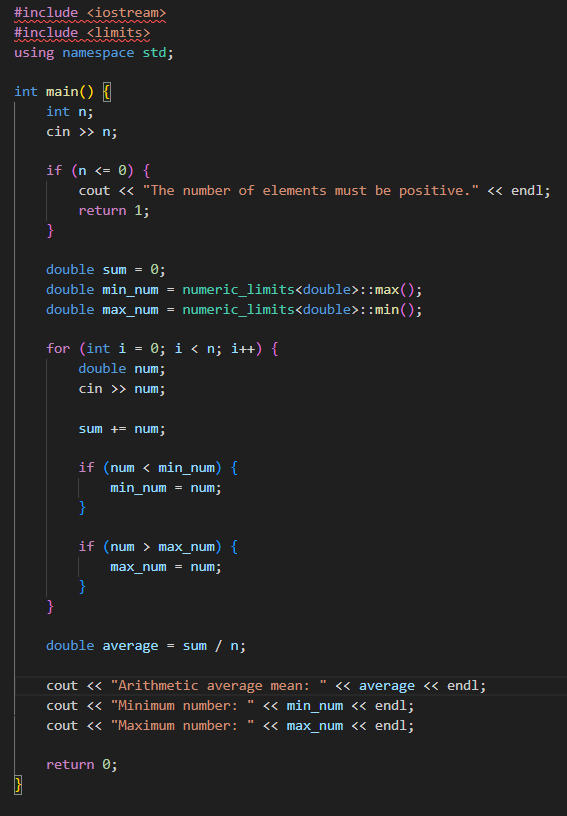 #include <iostream>
#include <limits>
using namespace std;
int main() {
int n;
cin >> n;
if (n <= 0) {
cout << "The number of elements must be positive." << endl;
return 1;
}
double sum = 0;
double min_num = numeric_limits<double>::max();
double max_num = numeric_limits<double>::min();
for (int i = 0; i < n; i++) {
double num;
cin >> num;
sum += num;
if (num < min_num) {
min_num = num;
}
if (num > max_num) {
max_num = num;
}
}
double average = sum / n;
cout << "Arithmetic average mean: " << average << endl;
cout << "Minimum number: " << min_num << endl;
cout << "Maximum number: " << max_num << endl;
return 0;
}